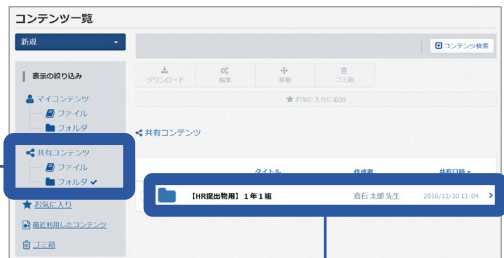 コンテンツ一覧
新規
コンテンツ検索
表示の絞り込み
ダウンロード 編集 移動 ゴミ箱
マイコンテンツ
★お気に入りに追加
ファイル
フォルダ
共有コンテンツ
共有コンテンツ
ファイル
タイトル 作成者 共有日時
フォルダ
【HR提出物用】1年1組 倉石 太郎 先生 2016/11/30 11:04
お気に入り
最近利用したコンテンツ
ゴミ箱